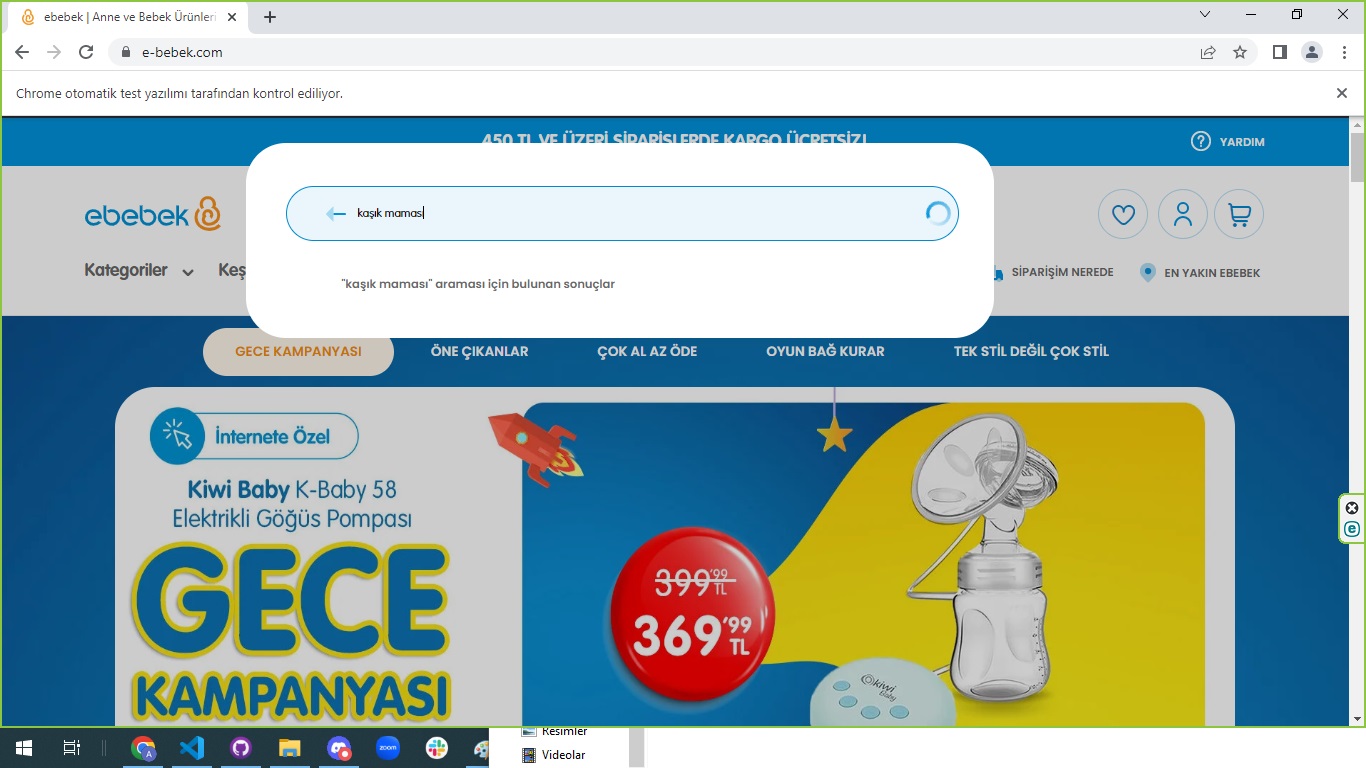 ebebek | Anne ve Bebek Ürünleri
e-bebek.com
Chrome otomatik test yazılımı tarafından kontrol ediliyor.
450 TL VE ÜZERİ SİPARİŞLERDE KARGO ÜCRETSİZ!
YARDIM
kaşık maması
ebebek
Kategoriler
Keş
"kaşık maması" araması için bulunan sonuçlar
SİPARİŞİM NEREDE
EN YAKIN EBEBEK
GECE KAMPANYASI
ÖNE ÇIKANLAR
ÇOK AL AZ ÖDE
OYUN BAĞ KURAR
TEK STİL DEĞİL ÇOK STİL
İnternete Özel
Kiwi Baby K-Baby 58
Elektrikli Göğüs Pompası
GECE
KAMPANYASI
399'99 TL
369'99 TL
kiwi
Baby
e
A
zoom
Resimler
Videolar